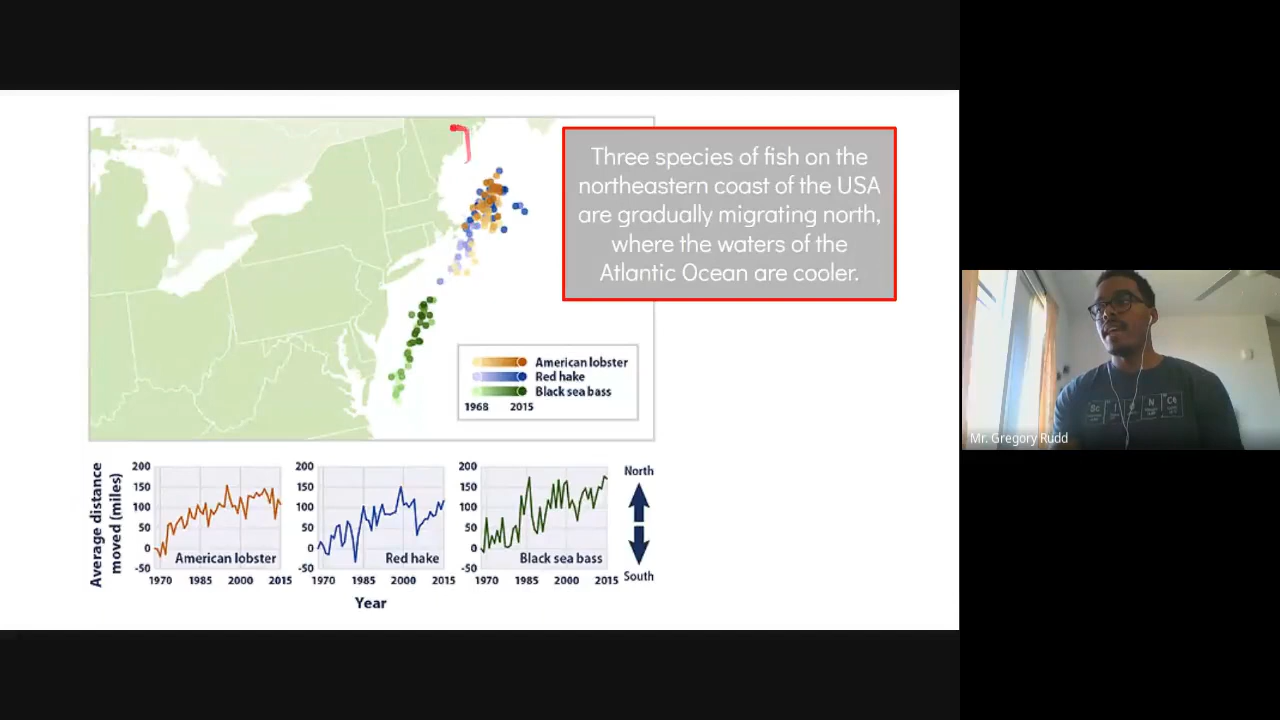 Three species of fish on the
northeastern coast of the USA
are gradually migrating north,
where the waters of the
Atlantic Ocean are cooler.
American lobster
Red hake
Black sea bass
1968 2015
Average distance
moved (miles)
200
150
100
50
0
-50
American lobster
1970 1985 2000 2015
200
150
100
50
0
-50
Red hake
1970 1985 2000 2015
200
150
100
50
0
-50
Black sea bass
1970 1985 2000 2015
North
South
Year
Sc I N Ce
Mr. Gregory Rudd